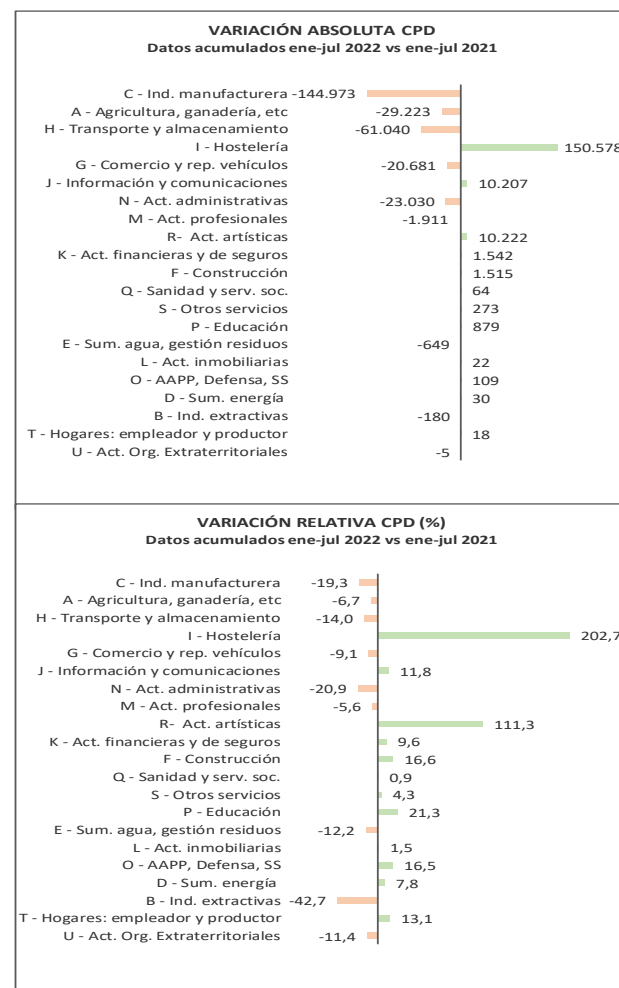 VARIACIÓN ABSOLUTA CPD
Datos acumulados ene-jul 2022 vs ene-jul 2021
C - Ind. manufacturera -144.973
A - Agricultura, ganadería, etc -29.223
H - Transporte y almacenamiento -61.040
I - Hostelería 150.578
G - Comercio y rep. vehículos -20.681
J - Información y comunicaciones 10.207
N - Act. administrativas -23.030
M - Act. profesionales -1.911
R- Act. artísticas 10.222
K - Act. financieras y de seguros 1.542
F - Construcción 1.515
Q - Sanidad y serv. soc. 64
S - Otros servicios 273
P - Educación 879
E - Sum. agua, gestión residuos -649
L - Act. inmobiliarias 22
O - AAPP, Defensa, SS 109
D - Sum. energía 30
B - Ind. extractivas -180
T - Hogares: empleador y productor 18
U - Act. Org. Extraterritoriales -5
VARIACIÓN RELATIVA CPD (%)
Datos acumulados ene-jul 2022 vs ene-jul 2021
C - Ind. manufacturera -19,3
A - Agricultura, ganadería, etc -6,7
H - Transporte y almacenamiento -14,0
I - Hostelería 202,7
G - Comercio y rep. vehículos -9,1
J - Información y comunicaciones 11,8
N - Act. administrativas -20,9
M - Act. profesionales -5,6
R- Act. artísticas 111,3
K - Act. financieras y de seguros 9,6
F - Construcción 16,6
Q - Sanidad y serv. soc. 0,9
S - Otros servicios 4,3
P - Educación 21,3
E - Sum. agua, gestión residuos -12,2
L - Act. inmobiliarias 1,5
O - AAPP, Defensa, SS 16,5
D - Sum. energía 7,8
B - Ind. extractivas -42,7
T - Hogares: empleador y productor 13,1
U - Act. Org. Extraterritoriales -11,4